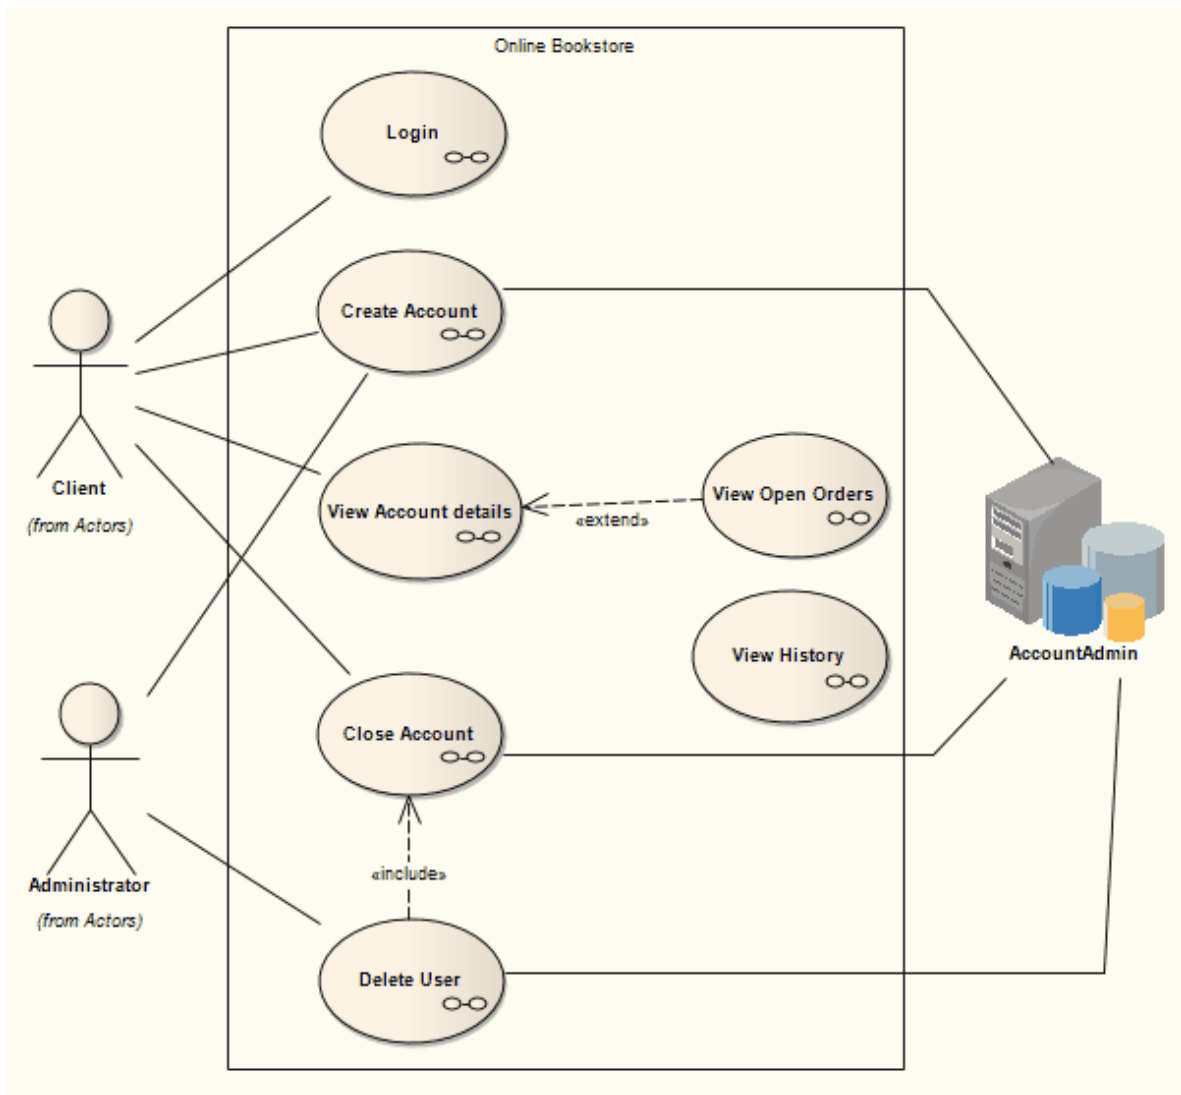 Online Bookstore
Login
Create Account
Client
(from Actors)
View Account details
«extend»
View Open Orders
View History
AccountAdmin
Close Account
«include»
Administrator
(from Actors)
Delete User